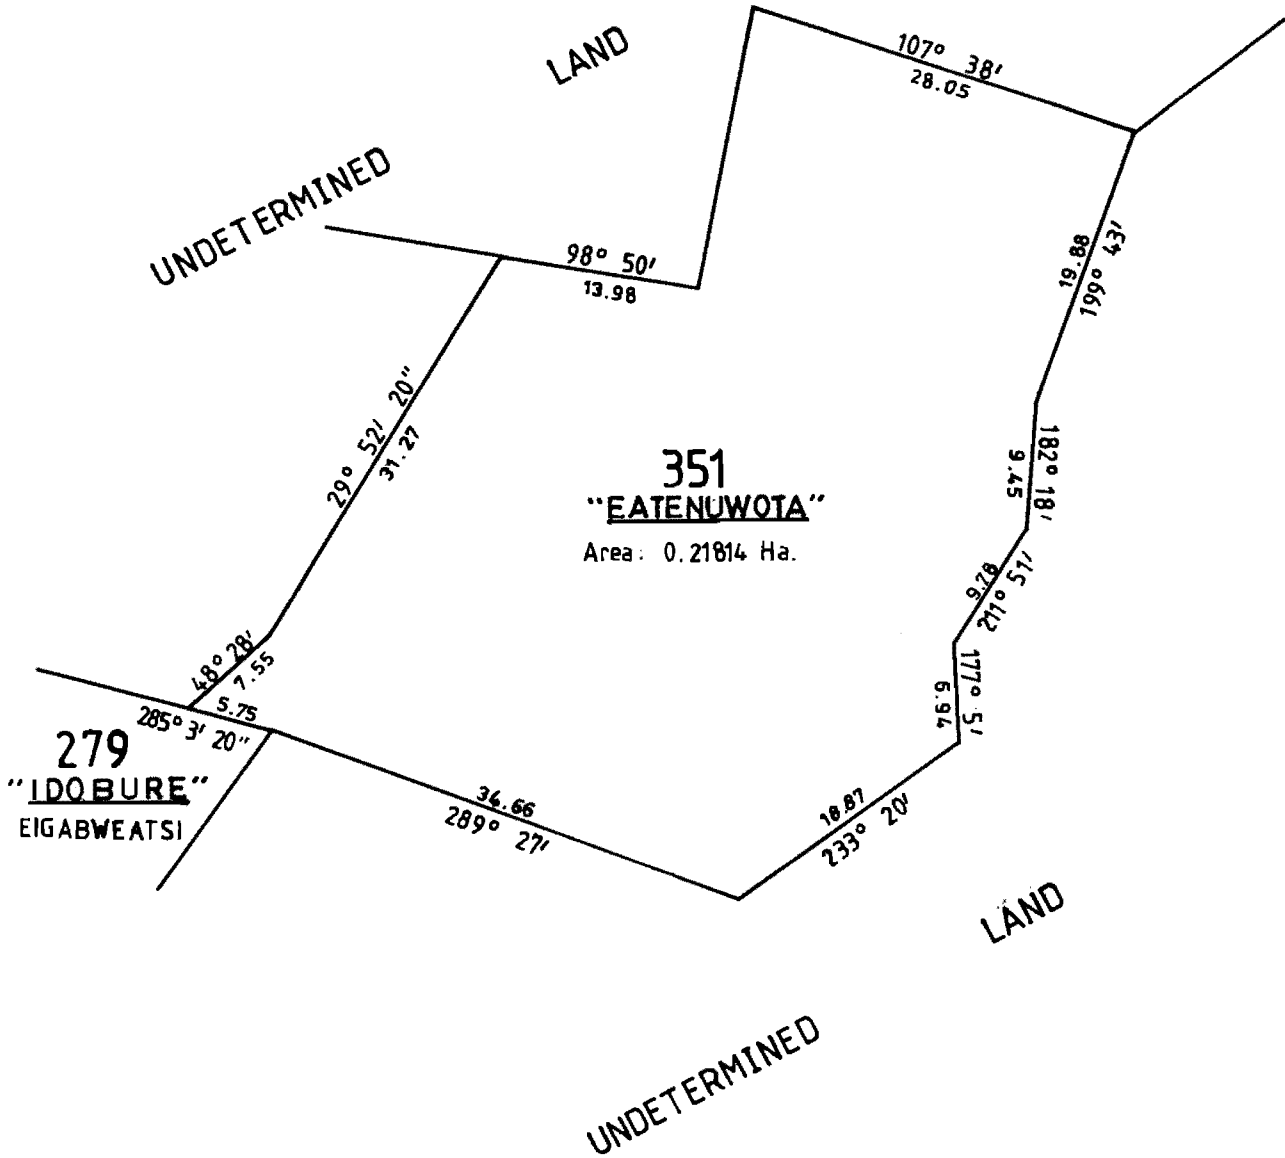 LAND
107° 38'
28.05
UNDETERMINED
98° 50'
13.98
19.88
199° 43'
29° 52' 20"
31.27
351
"EATENUWOTA"
Area: 0.21814 Ha.
182° 18'
9.45
9.78
211° 51'
48° 28'
7.55
177° 5'
6.94
5.75
285° 3' 20"
279
"IDOBURE"
EIGABWEATSI
34.66
289° 27'
18.87
233° 20'
LAND
UNDETERMINED